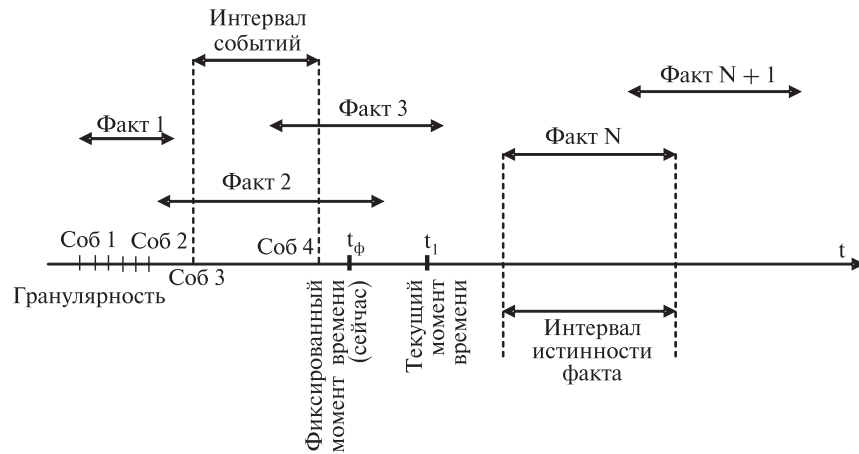 Интервал
событий
Факт N + 1
Факт 1
Факт 3
Факт N
Факт 2
Соб 1
Соб 2
Соб 3
Соб 4
tф
t1
t
Гранулярность
Фиксированный
момент времени
(сейчас)
Текущий
момент
времени
Интервал
истинности
факта